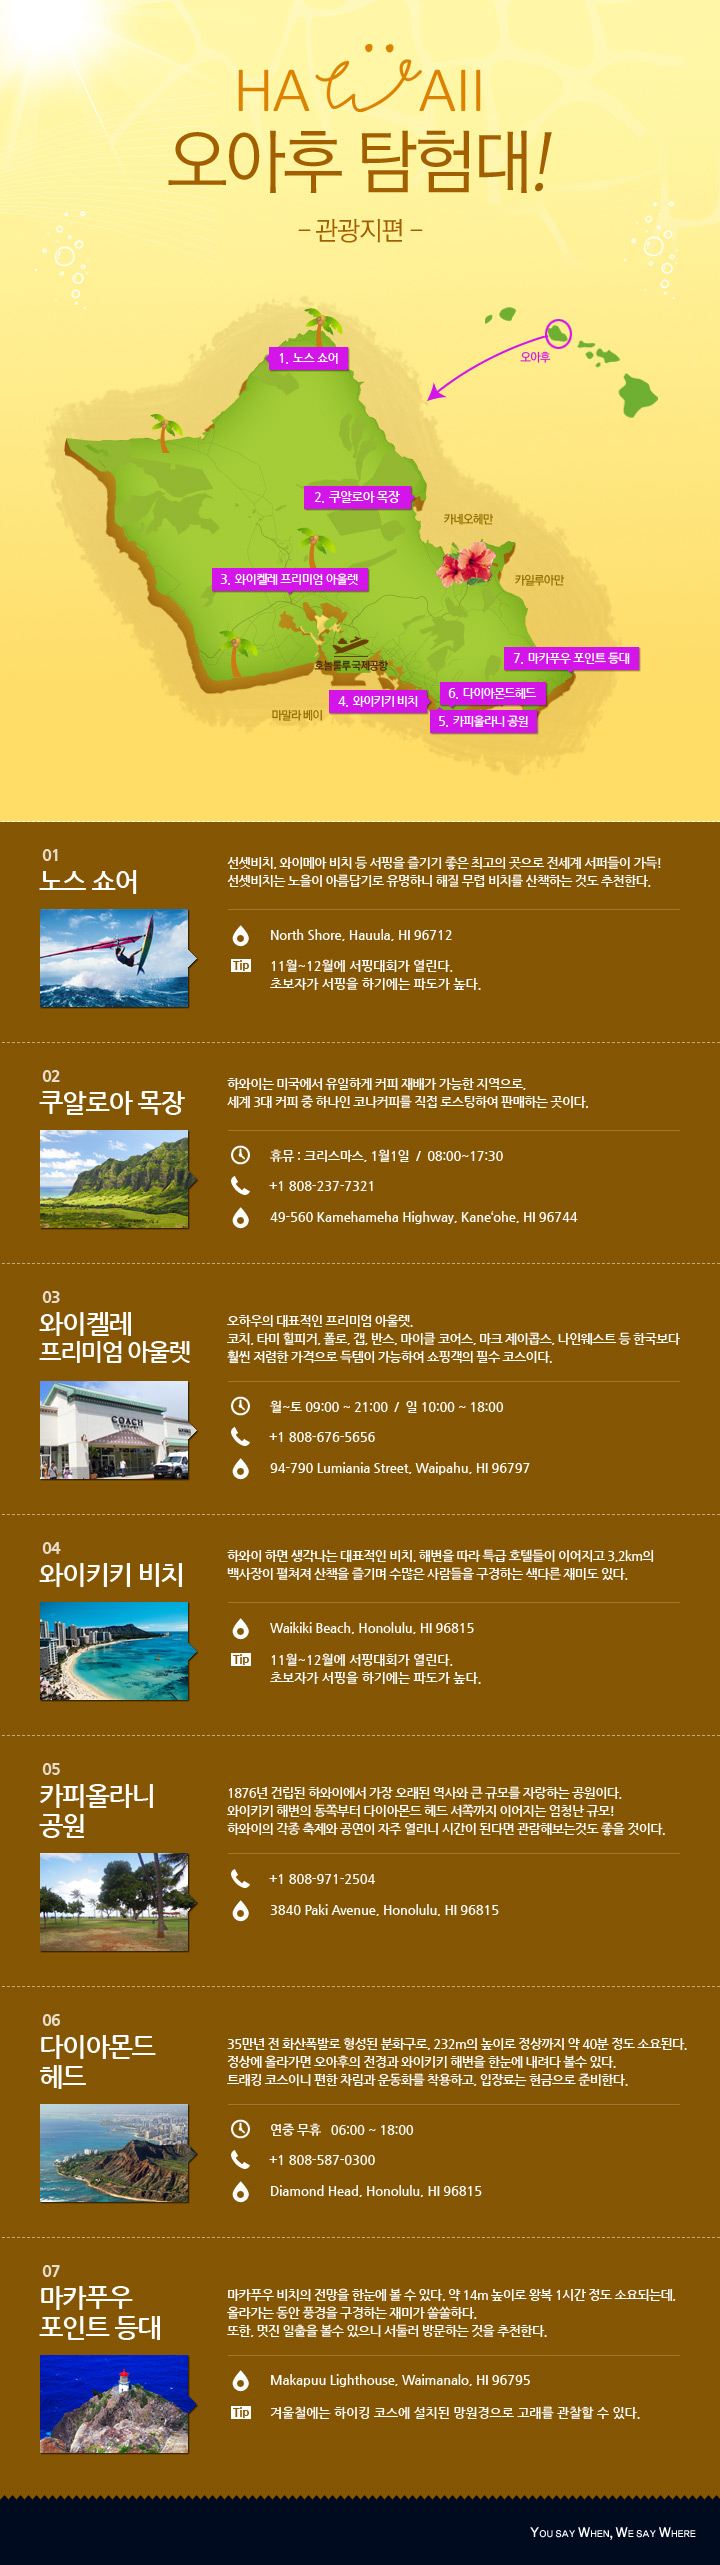 HAWAII
오아후 탐험대!
– 관광지편 –
오아후
1. 노스 쇼어
2. 쿠알로아 목장
카네오헤만
카일루아만
3. 와이켈레 프리미엄 아울렛
호놀룰루국제공항
7. 마카푸우 포인트 등대
6. 다이아몬드헤드
4. 와이키키 비치
5. 카피올라니 공원
마말라 베이
01
노스 쇼어
선셋비치, 와이메아 비치 등 서핑을 즐기기 좋은 최고의 곳으로 전세계 서퍼들이 가득!
선셋비치는 노을이 아름답기로 유명하니 해질 무렵 비치를 산책하는 것도 추천한다.
North Shore, Hauula, HI 96712
Tip 11월~12월에 서핑대회가 열린다.
초보자가 서핑을 하기에는 파도가 높다.
02
쿠알로아 목장
하와이는 미국에서 유일하게 커피 재배가 가능한 지역으로,
세계 3대 커피 중 하나인 코나커피를 직접 로스팅하여 판매하는 곳이다.
휴뮤 : 크리스마스, 1월1일 / 08:00~17:30
+1 808-237-7321
49-560 Kamehameha Highway, Kane‘ohe, HI 96744
03
와이켈레
프리미엄 아울렛
오하우의 대표적인 프리미엄 아울렛.
코치, 타미 힐피거, 폴로, 갭, 반스, 마이클 코어스, 마크 제이콥스, 나인웨스트 등 한국보다
훨씬 저렴한 가격으로 득템이 가능하여 쇼핑객의 필수 코스이다.
COACH
월~토 09:00 ~ 21:00 / 일 10:00 ~ 18:00
+1 808-676-5656
94-790 Lumiania Street, Waipahu, HI 96797
04
와이키키 비치
하와이 하면 생각나는 대표적인 비치. 해변을 따라 특급 호텔들이 이어지고 3.2km의
백사장이 펼쳐져 산책을 즐기며 수많은 사람들을 구경하는 색다른 재미도 있다.
Waikiki Beach, Honolulu, HI 96815
Tip 11월~12월에 서핑대회가 열린다.
초보자가 서핑을 하기에는 파도가 높다.
05
카피올라니
공원
1876년 건립된 하와이에서 가장 오래된 역사와 큰 규모를 자랑하는 공원이다.
와이키키 해변의 동쪽부터 다이아몬드 헤드 서쪽까지 이어지는 엄청난 규모!
하와이의 각종 축제와 공연이 자주 열리니 시간이 된다면 관람해보는것도 좋을 것이다.
+1 808-971-2504
3840 Paki Avenue, Honolulu, HI 96815
06
다이아몬드
헤드
35만년 전 화산폭발로 형성된 분화구로, 232m의 높이로 정상까지 약 40분 정도 소요된다.
정상에 올라가면 오아후의 전경과 와이키키 해변을 한눈에 내려다 볼수 있다.
트래킹 코스이니 편한 차림과 운동화를 착용하고, 입장료는 현금으로 준비한다.
연중 무휴 06:00 ~ 18:00
+1 808-587-0300
Diamond Head, Honolulu, HI 96815
07
마카푸우
포인트 등대
마카푸우 비치의 전망을 한눈에 볼 수 있다. 약 14m 높이로 왕복 1시간 정도 소요되는데,
올라가는 동안 풍경을 구경하는 재미가 쏠쏠하다.
또한, 멋진 일출을 볼수 있으니 서둘러 방문하는 것을 추천한다.
Makapuu Lighthouse, Waimanalo, HI 96795
Tip 겨울철에는 하이킹 코스에 설치된 망원경으로 고래를 관찰할 수 있다.
YOU SAY WHEN, WE SAY WHERE